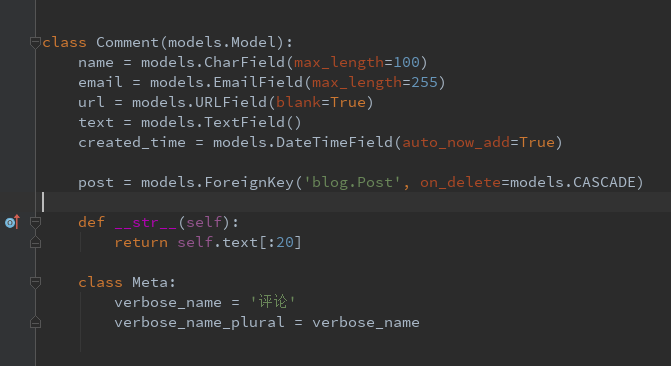 class Comment(models.Model):
    name = models.CharField(max_length=100)
    email = models.EmailField(max_length=255)
    url = models.URLField(blank=True)
    text = models.TextField()
    created_time = models.DateTimeField(auto_now_add=True)
    post = models.ForeignKey('blog.Post', on_delete=models.CASCADE)
    def __str__(self):
        return self.text[:20]
    class Meta:
        verbose_name = '评论'
        verbose_name_plural = verbose_name